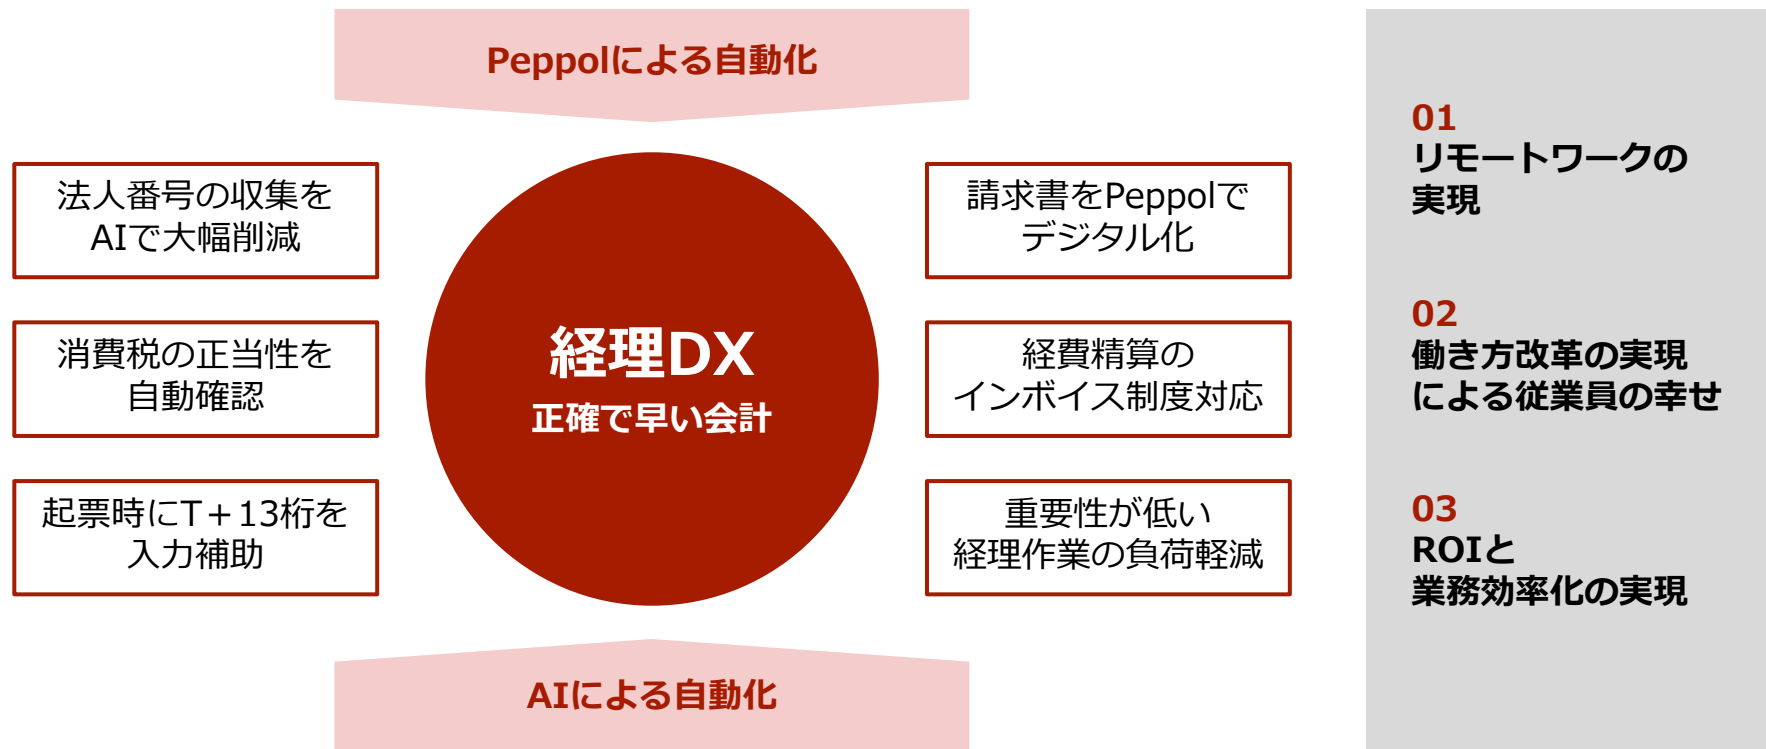 Peppolによる自動化
法人番号の収集を
AIで大幅削減
消費税の正当性を
自動確認
起票時にT＋13桁を
入力補助
経理DX
正確で早い会計
請求書をPeppolで
デジタル化
経費精算の
インボイス制度対応
重要性が低い
経理作業の負荷軽減
AIによる自動化
01
リモートワークの
実現
02
働き方改革の実現
による従業員の幸せ
03
ROIと
業務効率化の実現